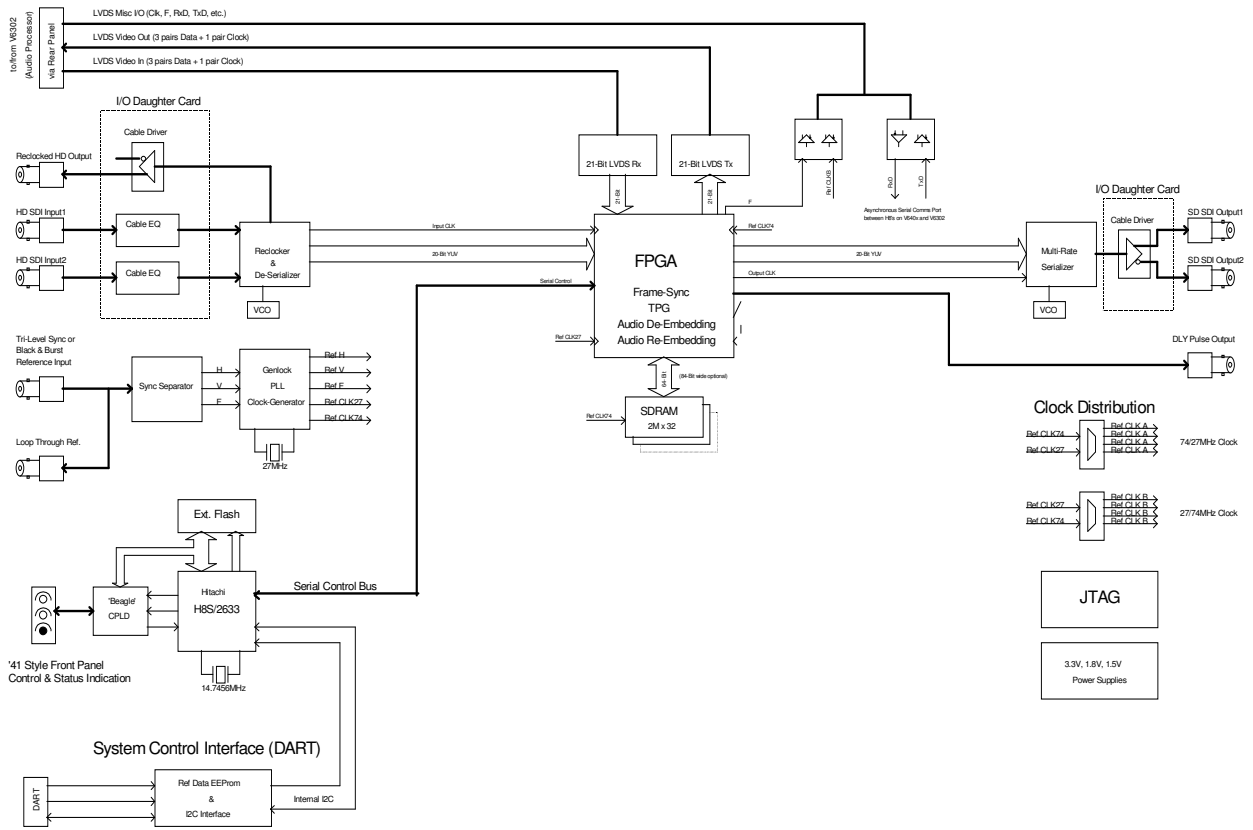 to/from V6302
(Audio Processor)
via Rear Panel
LVDS Misc I/O (Clk, F, RxD, TxD, etc.)
LVDS Video Out (3 pairs Data + 1 pair Clock)
LVDS Video In (3 pairs Data + 1 pair Clock)
I/O Daughter Card
Cable Driver
Reclocked HD Output
HD SDI Input1
Cable EQ
HD SDI Input2
Cable EQ
Reclocker
&
De-Serializer
VCO
Input CLK
20-Bit YUV
Serial Control
21-Bit LVDS Rx
21-Bit LVDS Tx
21-Bit
21-Bit
F
Ref CLKB
RxD
TxD
Asynchronous Serial Comms Port
between H8s on V640x and V6302
Ref CLK74
FPGA
Frame-Sync
TPG
Audio De-Embedding
Audio Re-Embedding
Ref CLK27
20-Bit YUV
Output CLK
Multi-Rate
Serializer
VCO
I/O Daughter Card
Cable Driver
SD SDI Output1
SD SDI Output2
DLY Pulse Output
64-Bit
(84-Bit wide optional)
Ref CLK74
SDRAM
2M x 32
Tri-Level Sync or
Black & Burst
Reference Input
Loop Through Ref.
Sync Separator
H
V
F
Genlock
PLL
Clock-Generator
Ref H
Ref V
Ref F
Ref CLK27
Ref CLK74
27MHz
Clock Distribution
Ref CLK74
Ref CLK27
Ref CLK A
Ref CLK A
Ref CLK A
Ref CLK A
74/27MHz Clock
Ref CLK27
Ref CLK74
Ref CLK B
Ref CLK B
Ref CLK B
Ref CLK B
27/74MHz Clock
Ext. Flash
'Beagle'
CPLD
Hitachi
H8S/2633
Serial Control Bus
14.7456MHz
'41 Style Front Panel
Control & Status Indication
JTAG
3.3V, 1.8V, 1.5V
Power Supplies
System Control Interface (DART)
DART
Ref Data EEProm
&
I2C Interface
Internal I2C